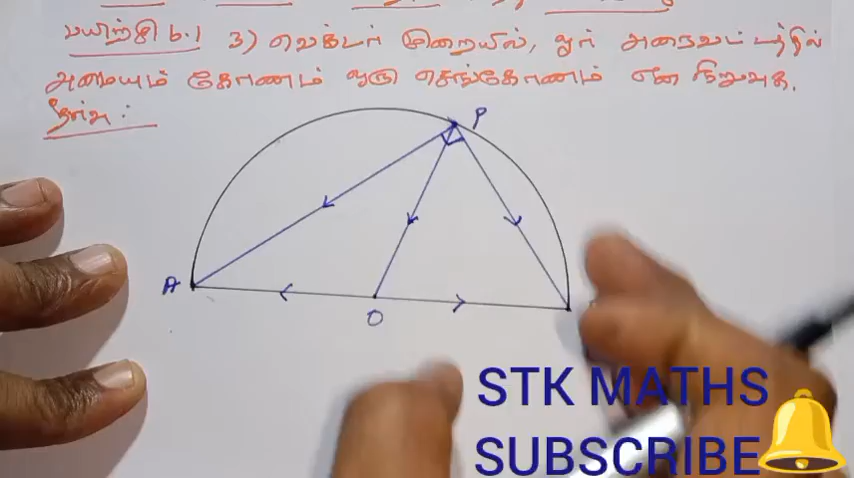 பயிற்சி 6.1 3) வெக்டர் முறையில், ஓர் அரைவட்டத்தில்
அமையும் கோணம் ஒரு செங்கோணம் என நிறுவுக.
தீர்வு :
P
A
O
STK MATHS
SUBSCRIBE